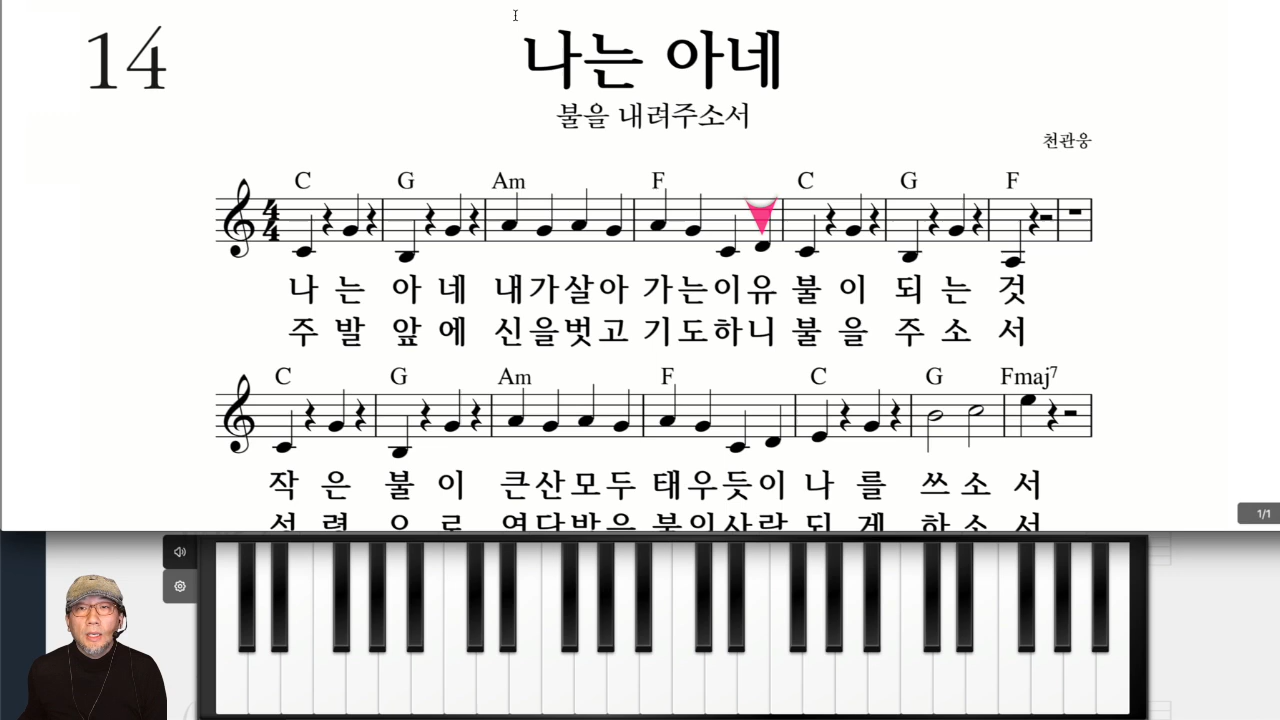 14
나는 아네
불을 내려주소서
천관웅
C G Am F C G F
나 는 아 네 내가살아 가는이유 불 이 되 는 것
주 발 앞 에 신을벗고 기도하니 불 을 주 소 서
C G Am F C G Fmaj7
작 은 불 이 큰산모두 태우듯이 나 를 쓰 소 서
1/1